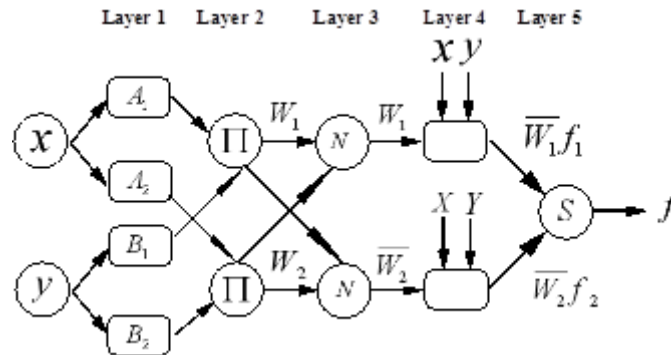 Layer 1 Layer 2 Layer 3 Layer 4 Layer 5
x y
A₁ W₁ W̅₁ W̅₁f₁
x Π N
A₂ X Y S f
B₁ W₂ W̅₂
y Π N W̅₂f₂
B₂